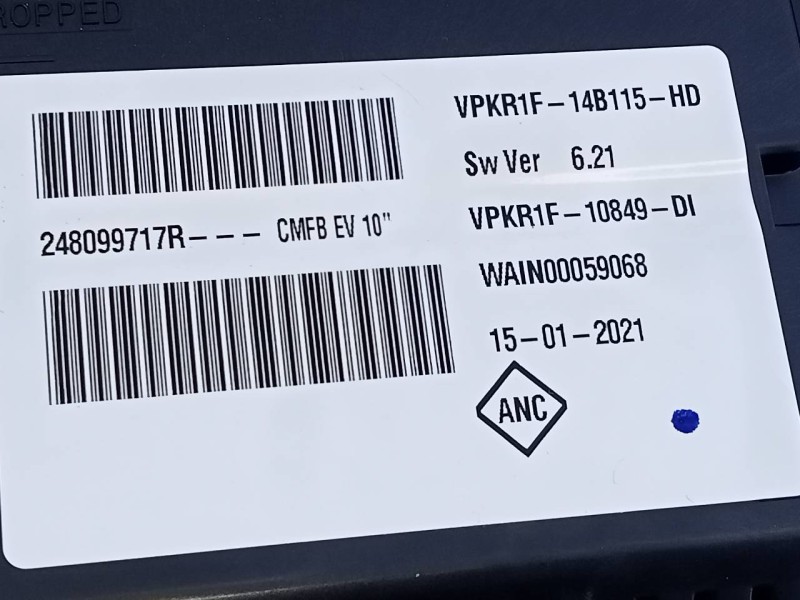 VPKR1F-14B115-HD
Sw Ver 6.21
248099717R--- CMFB EV 10"
VPKR1F-10849-DI
WAIN00059068
15-01-2021
ANC